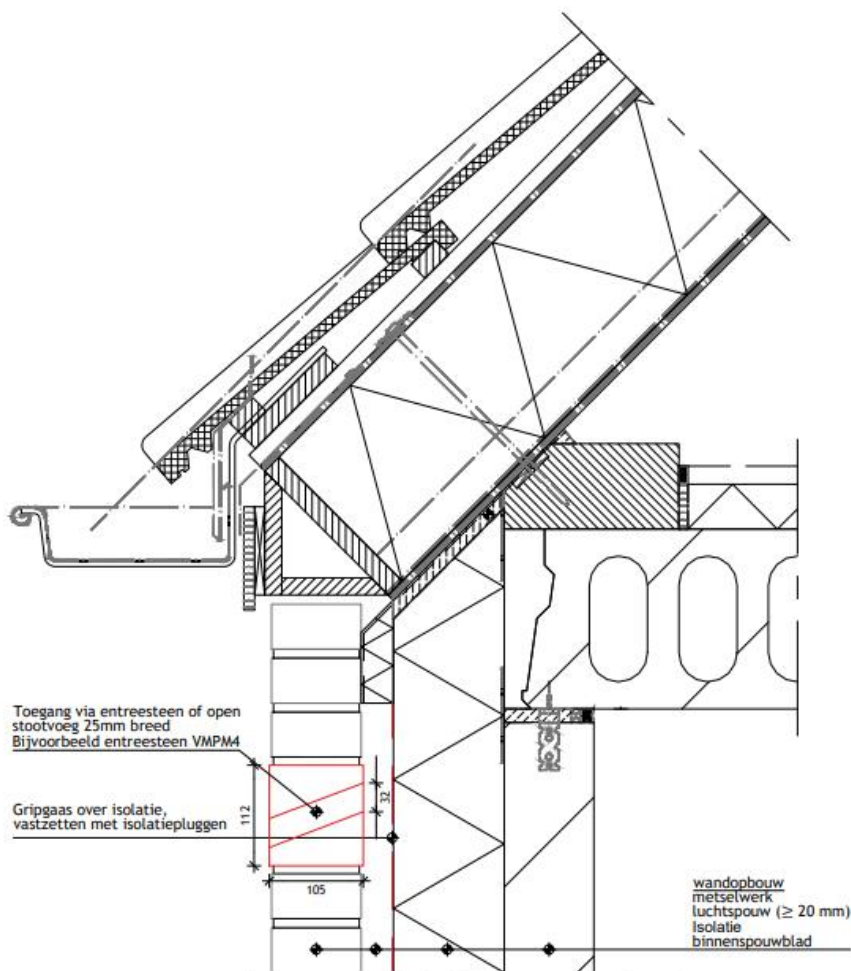 Toegang via entreesteen of open
stootvoeg 25mm breed
Bijvoorbeeld entreesteen VMPM4
112
32
Gripgaas over isolatie,
vastzetten met isolatiepluggen
105
wandopbouw
metselwerk
luchtspouw (≥ 20 mm)
Isolatie
binnenspouwblad